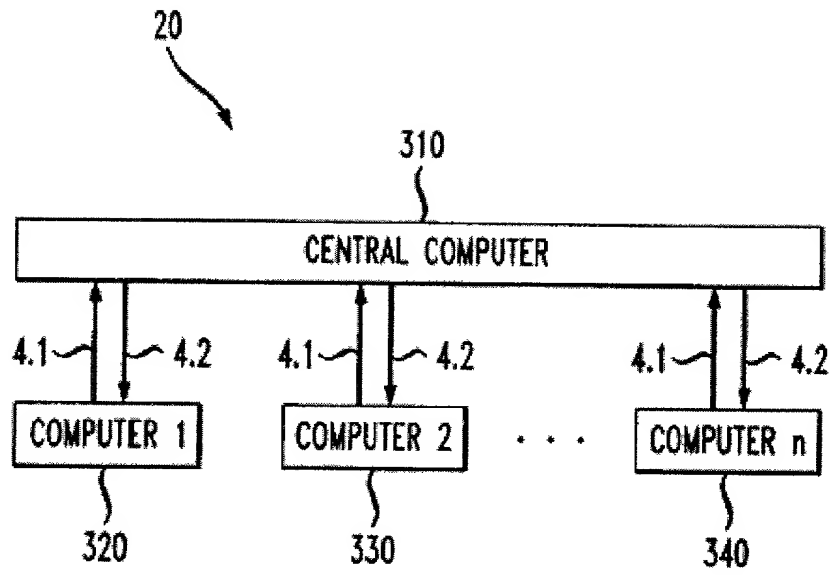 20
310
CENTRAL COMPUTER
4.1 4.2 4.1 4.2 4.1 4.2
COMPUTER 1 COMPUTER 2 . . . COMPUTER n
320 330 340